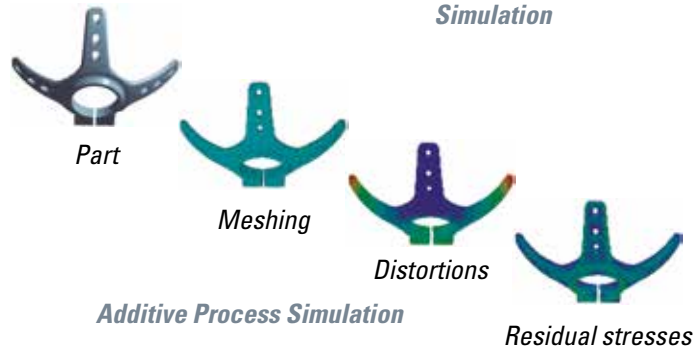 Simulation
Part
Meshing
Distortions
Additive Process Simulation
Residual stresses